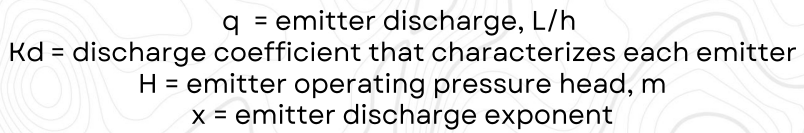 q = emitter discharge, L/h
Kd = discharge coefficient that characterizes each emitter
H = emitter operating pressure head, m
x = emitter discharge exponent